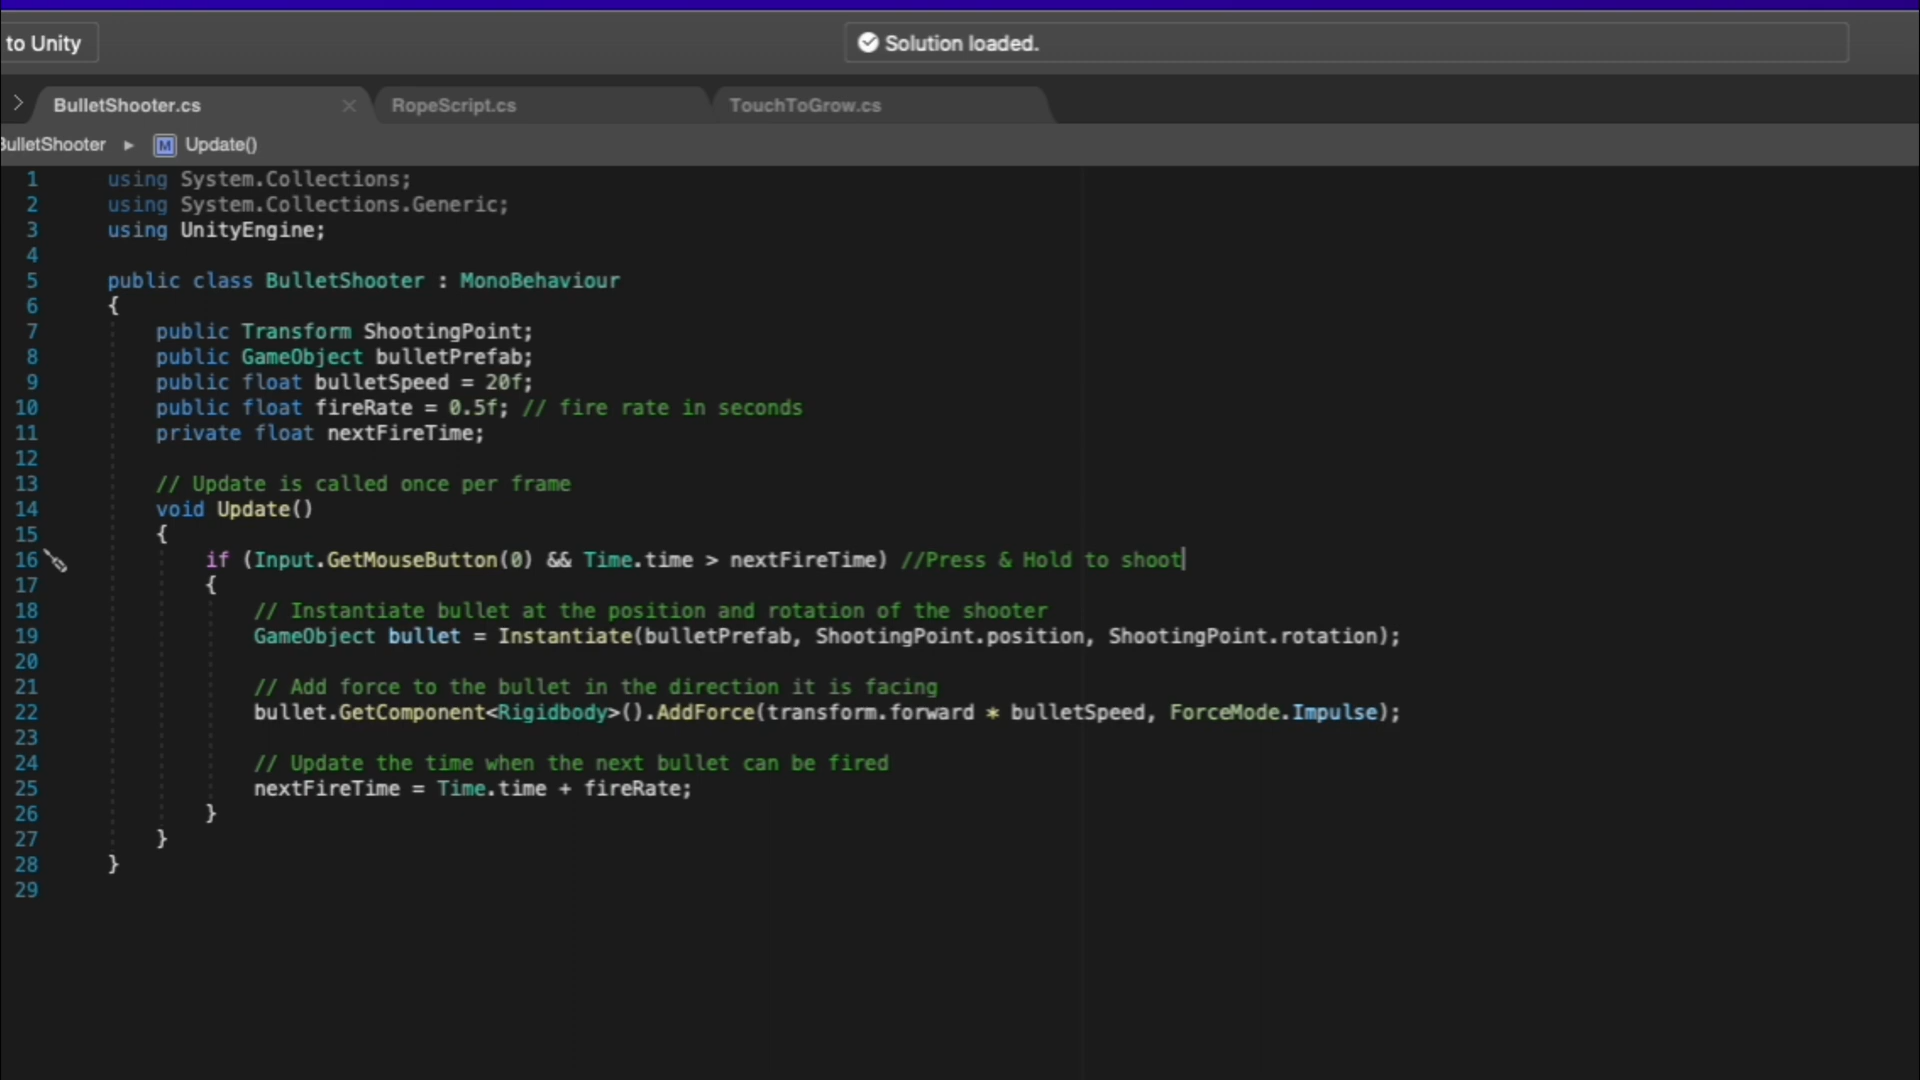 to Unity
Solution loaded.
BulletShooter.cs
RopeScript.cs
TouchToGrow.cs
BulletShooter
M Update()
1 using System.Collections;
2 using System.Collections.Generic;
3 using UnityEngine;
4
5 public class BulletShooter : MonoBehaviour
6 {
7 public Transform ShootingPoint;
8 public GameObject bulletPrefab;
9 public float bulletSpeed = 20f;
10 public float fireRate = 0.5f; // fire rate in seconds
11 private float nextFireTime;
12
13 // Update is called once per frame
14 void Update()
15 {
16 if (Input.GetMouseButton(0) && Time.time > nextFireTime) //Press & Hold to shoot
17 {
18 // Instantiate bullet at the position and rotation of the shooter
19 GameObject bullet = Instantiate(bulletPrefab, ShootingPoint.position, ShootingPoint.rotation);
20
21 // Add force to the bullet in the direction it is facing
22 bullet.GetComponent<Rigidbody>().AddForce(transform.forward * bulletSpeed, ForceMode.Impulse);
23
24 // Update the time when the next bullet can be fired
25 nextFireTime = Time.time + fireRate;
26 }
27 }
28 }
29